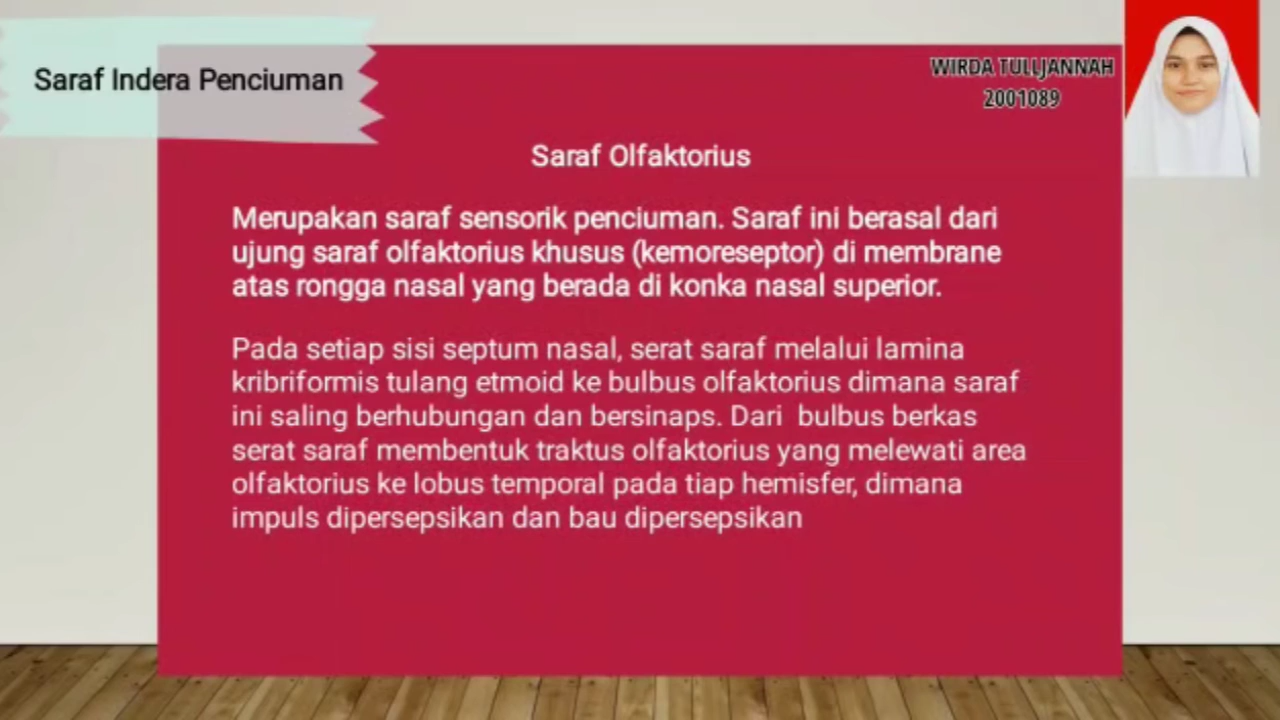 Saraf Indera Penciuman
WIRDA TULLJANNAH
2001089
Saraf Olfaktorius
Merupakan saraf sensorik penciuman. Saraf ini berasal dari
ujung saraf olfaktorius khusus (kemoreseptor) di membrane
atas rongga nasal yang berada di konka nasal superior.
Pada setiap sisi septum nasal, serat saraf melalui lamina
kribriformis tulang etmoid ke bulbus olfaktorius dimana saraf
ini saling berhubungan dan bersinaps. Dari  bulbus berkas
serat saraf membentuk traktus olfaktorius yang melewati area
olfaktorius ke lobus temporal pada tiap hemisfer, dimana
impuls dipersepsikan dan bau dipersepsikan